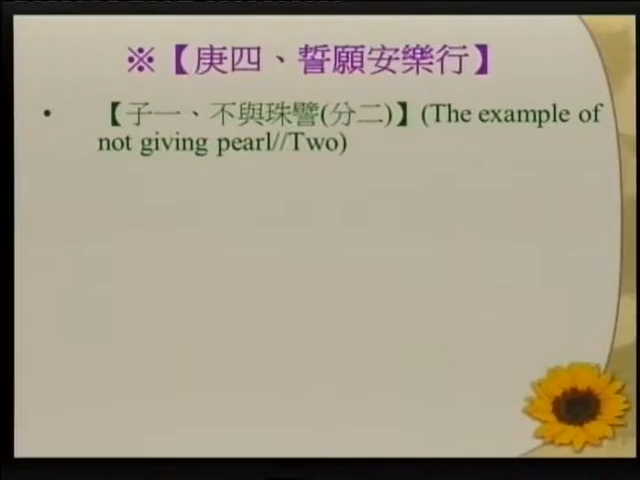 ※【庚四、誓願安樂行】
• 【子一、不與珠譬(分二)】(The example of
not giving pearl//Two)